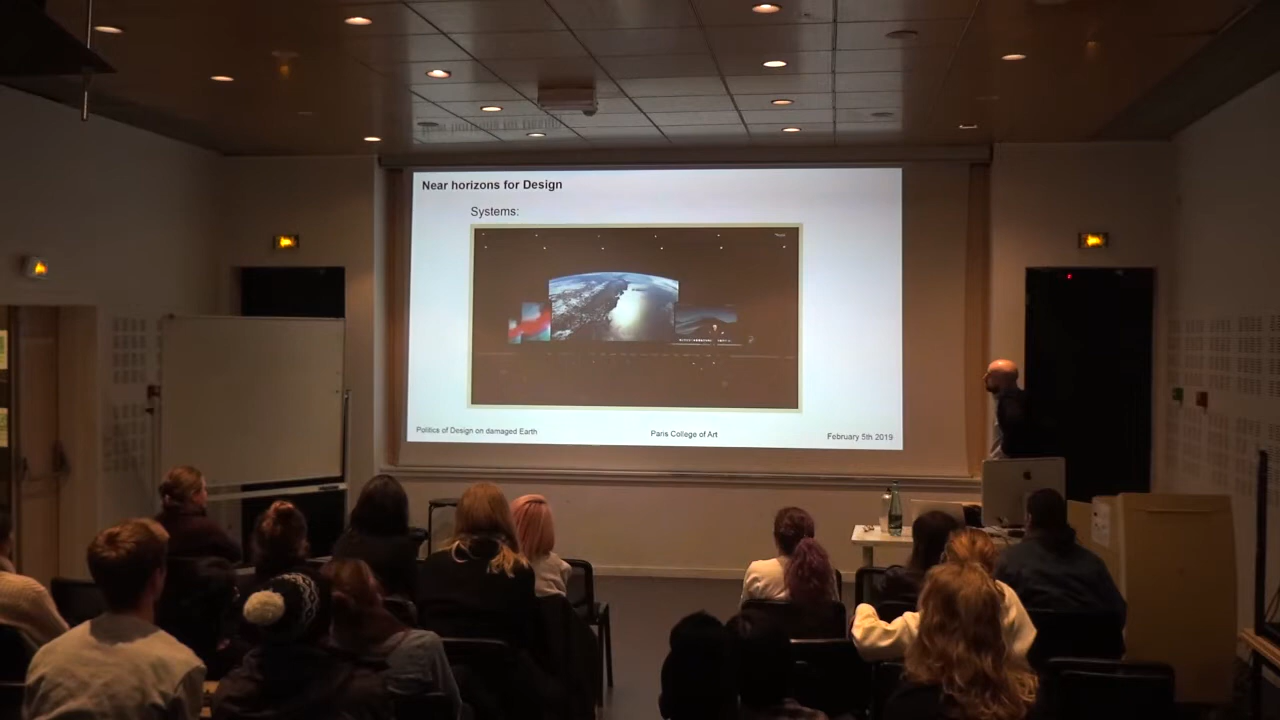 Near horizons for Design
Systems:
Politics of Design on damaged Earth
Paris College of Art
February 5th 2019